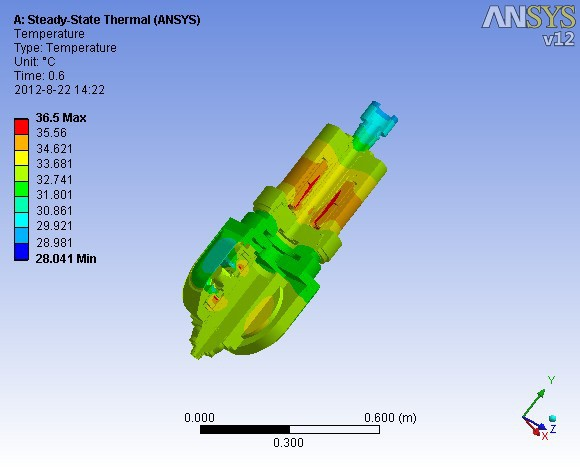 A: Steady-State Thermal (ANSYS)
Temperature
Type: Temperature
Unit: °C
Time: 0.6
2012-8-22 14:22
ANSYS
v12
36.5 Max
35.56
34.621
33.681
32.741
31.801
30.861
29.921
28.981
28.041 Min
0.000
0.600 (m)
0.300
Y
Z
X